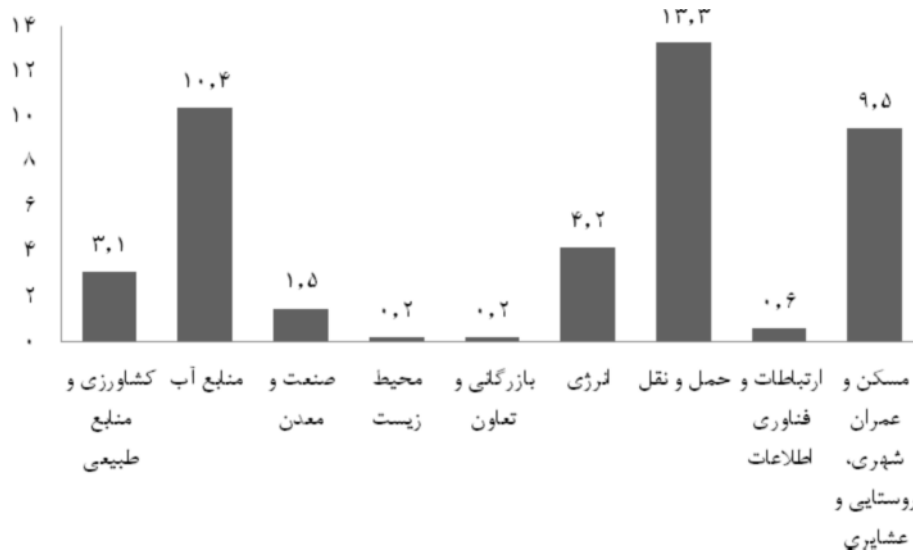 ۱۴
۱۲
۱۰
۸
۶
۴
۲
۰
۳,۱
۱۰,۴
۱,۵
۰,۲
۰,۲
۴,۲
۱۳,۳
۰,۶
۹,۵
کشاورزی و
منابع
طبیعی
منابع آب
صنعت و
معدن
محیط
زیست
بازرگانی و
تعاون
انرژی
حمل و نقل
ارتباطات و
فناوری
اطلاعات
مسکن و
عمران
شهری،
روستایی و
عشایری